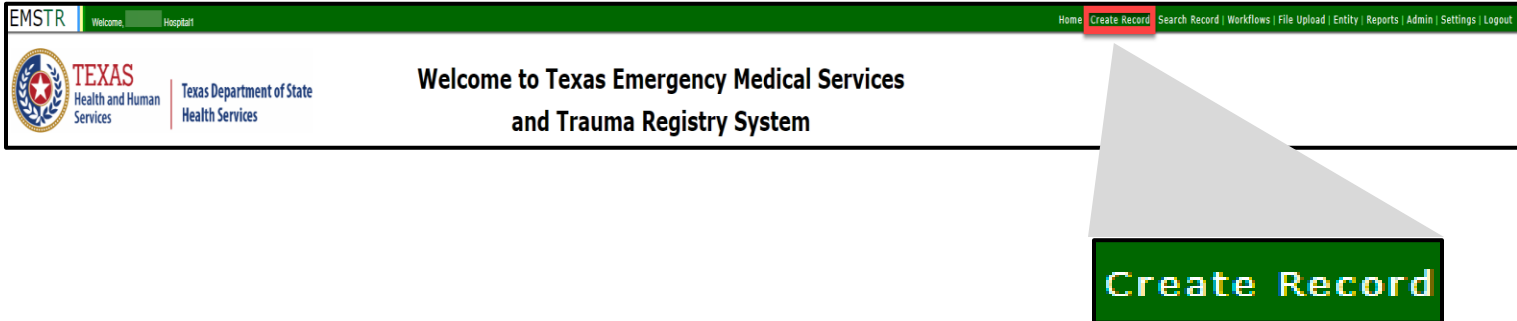 EMSTR Welcome, Hospital1 Home Create Record Search Record | Workflows | File Upload | Entity | Reports | Admin | Settings | Logout
TEXAS
Health and Human
Services
Texas Department of State
Health Services
Welcome to Texas Emergency Medical Services
and Trauma Registry System
Create Record